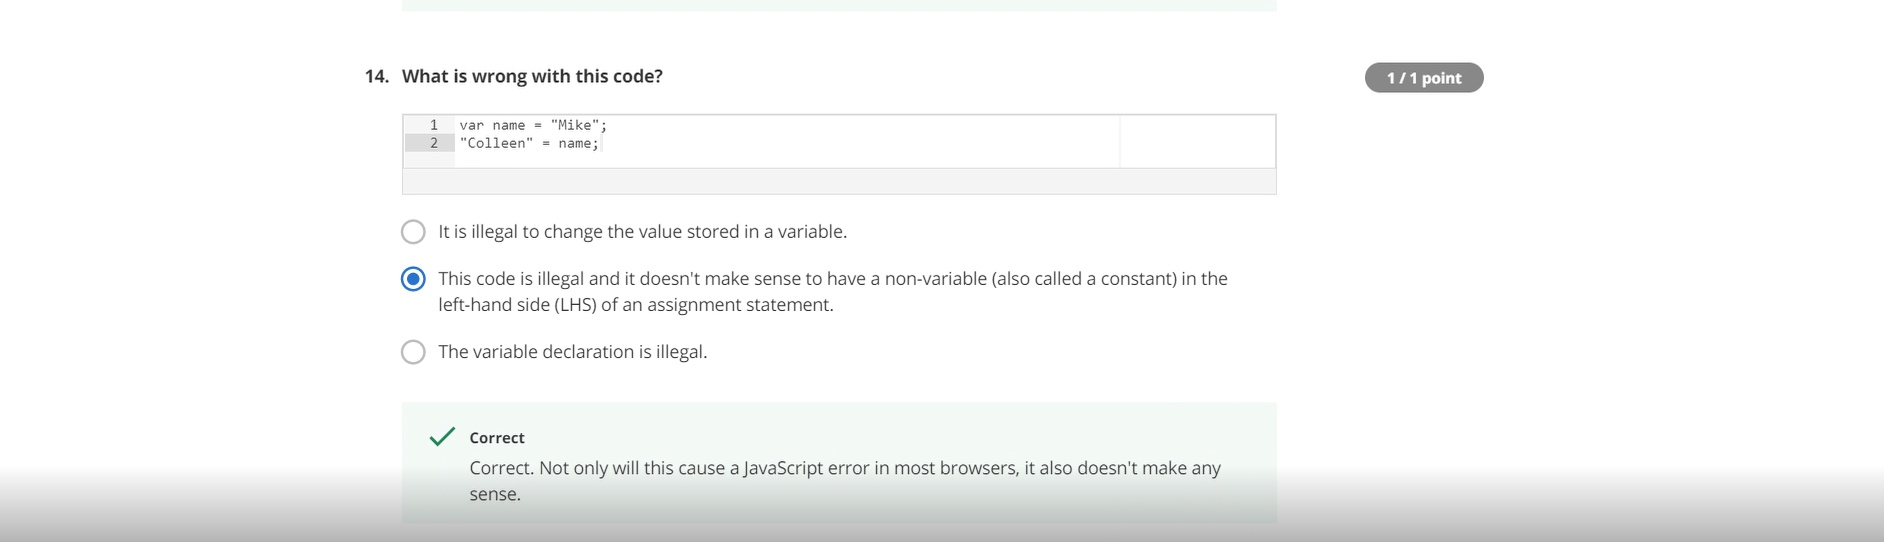 14. What is wrong with this code?
1 / 1 point
1 var name = "Mike";
2 "Colleen" = name;
It is illegal to change the value stored in a variable.
This code is illegal and it doesn't make sense to have a non-variable (also called a constant) in the
left-hand side (LHS) of an assignment statement.
The variable declaration is illegal.
Correct
Correct. Not only will this cause a JavaScript error in most browsers, it also doesn't make any
sense.